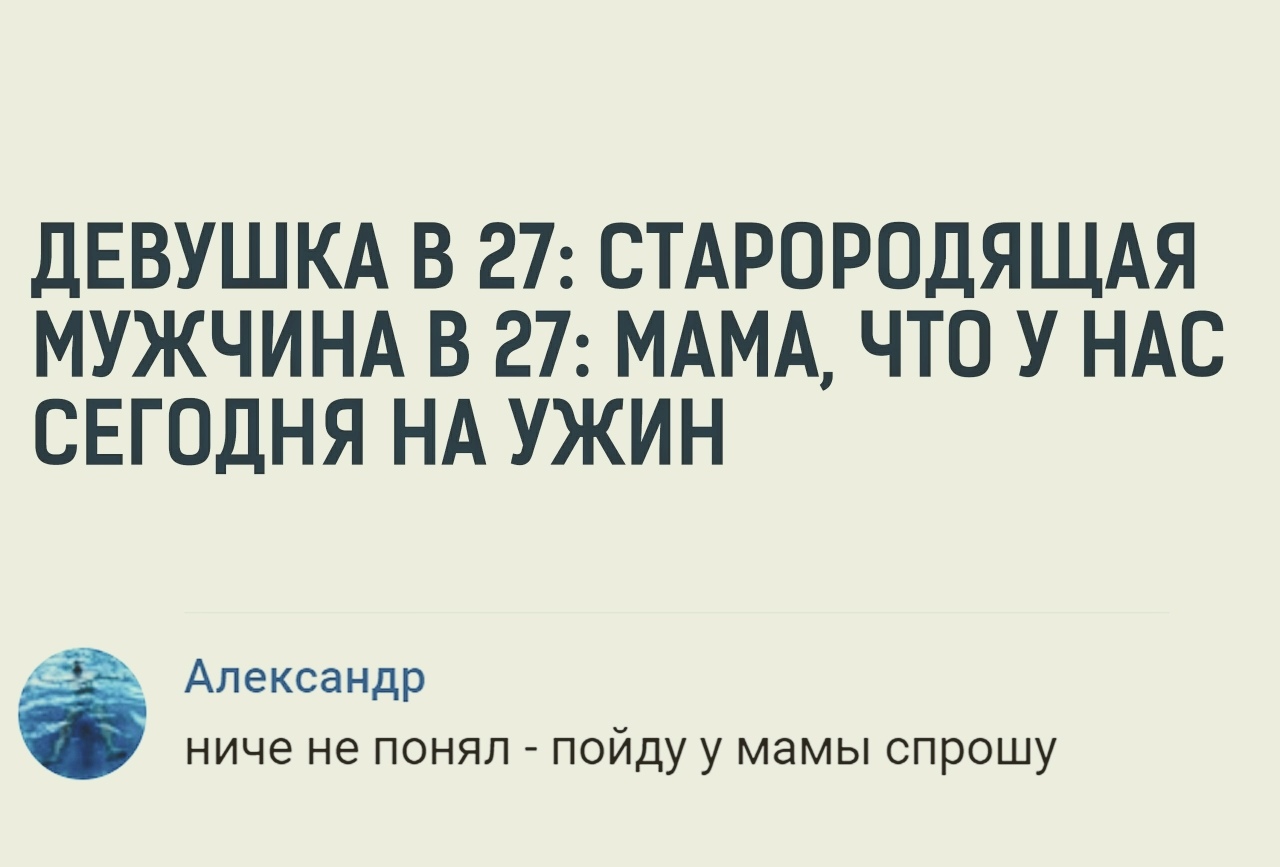 ДЕВУШКА В 27: СТАРОРОДЯЩАЯ
МУЖЧИНА В 27: МАМА, ЧТО У НАС
СЕГОДНЯ НА УЖИН
Александр
ниче не понял - пойду у мамы спрошу